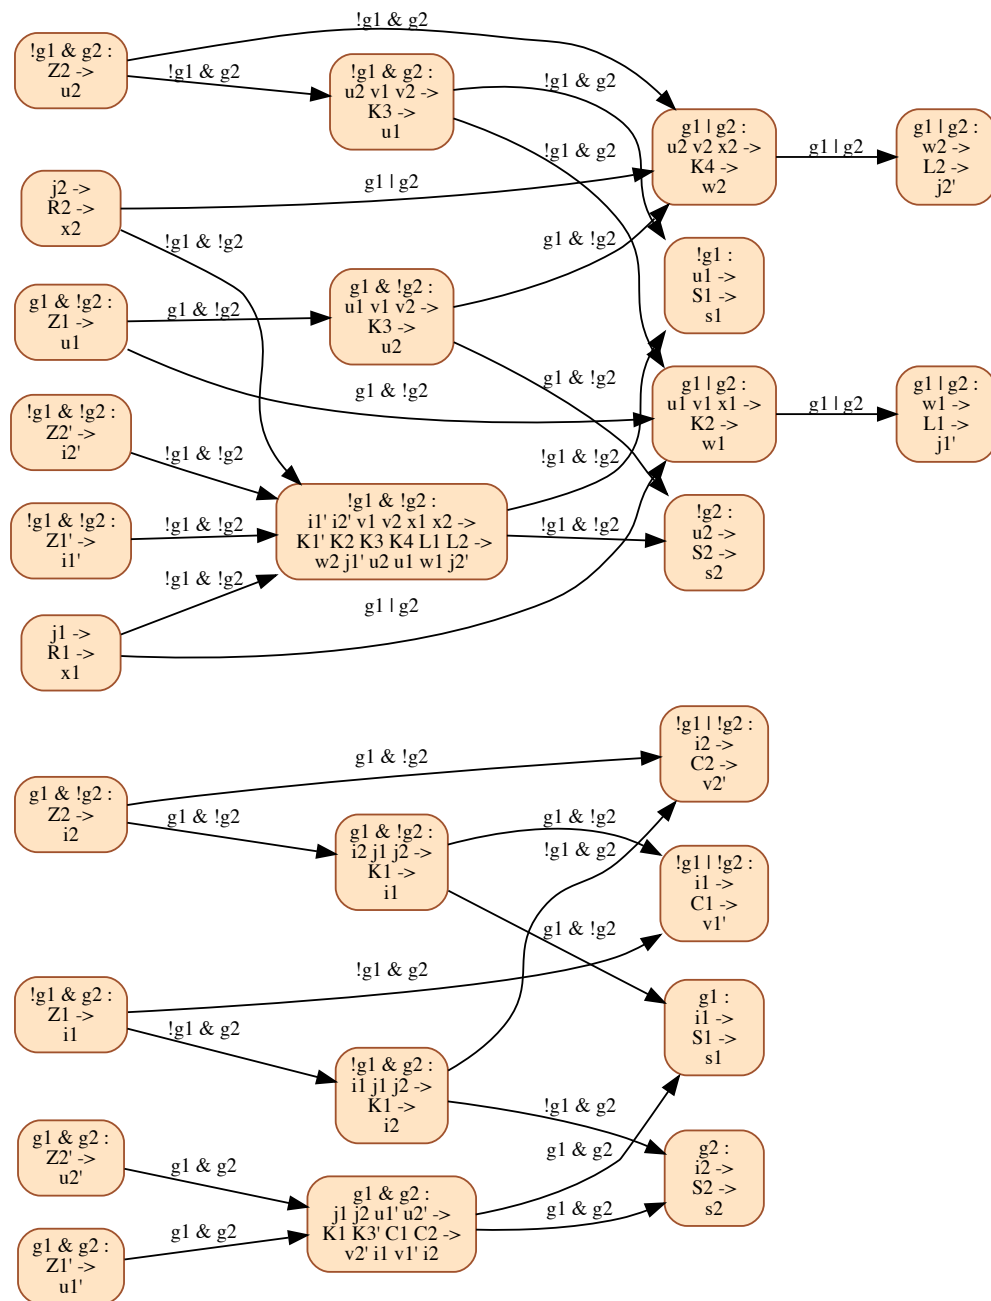 !g1 & g2
!g1 & g2 :
Z2 ->
u2
!g1 & g2
!g1 & g2 :
u2 v1 v2 ->
K3 ->
u1
!g1 & g2
!g1 & g2
g1 | g2 :
u2 v2 x2 ->
K4 ->
w2
g1 | g2
g1 | g2 :
w2 ->
L2 ->
j2'
j2 ->
R2 ->
x2
g1 | g2
!g1 & !g2
g1 & !g2
!g1 :
u1 ->
S1 ->
s1
g1 & !g2 :
Z1 ->
u1
g1 & !g2
g1 & !g2 :
u1 v1 v2 ->
K3 ->
u2
g1 & !g2
g1 & !g2
g1 | g2 :
u1 v1 x1 ->
K2 ->
w1
g1 | g2
g1 | g2 :
w1 ->
L1 ->
j1'
!g1 & !g2 :
Z2' ->
i2'
!g1 & !g2
!g1 & !g2 :
i1' i2' v1 v2 x1 x2 ->
K1' K2 K3 K4 L1 L2 ->
w2 j1' u2 u1 w1 j2'
!g1 & !g2
!g1 & !g2
!g2 :
u2 ->
S2 ->
s2
!g1 & !g2 :
Z1' ->
i1'
!g1 & !g2
!g1 & !g2
g1 | g2
j1 ->
R1 ->
x1
!g1 | !g2 :
i2 ->
C2 ->
v2'
g1 & !g2
g1 & !g2 :
Z2 ->
i2
g1 & !g2
g1 & !g2 :
i2 j1 j2 ->
K1 ->
i1
g1 & !g2
!g1 & g2
!g1 | !g2 :
i1 ->
C1 ->
v1'
g1 & !g2
!g1 & g2
!g1 & g2 :
Z1 ->
i1
!g1 & g2
g1 :
i1 ->
S1 ->
s1
!g1 & g2 :
i1 j1 j2 ->
K1 ->
i2
!g1 & g2
g1 & g2
g2 :
i2 ->
S2 ->
s2
g1 & g2 :
Z2' ->
u2'
g1 & g2
g1 & g2 :
j1 j2 u1' u2' ->
K1 K3' C1 C2 ->
v2' i1 v1' i2
g1 & g2
g1 & g2 :
Z1' ->
u1'
g1 & g2